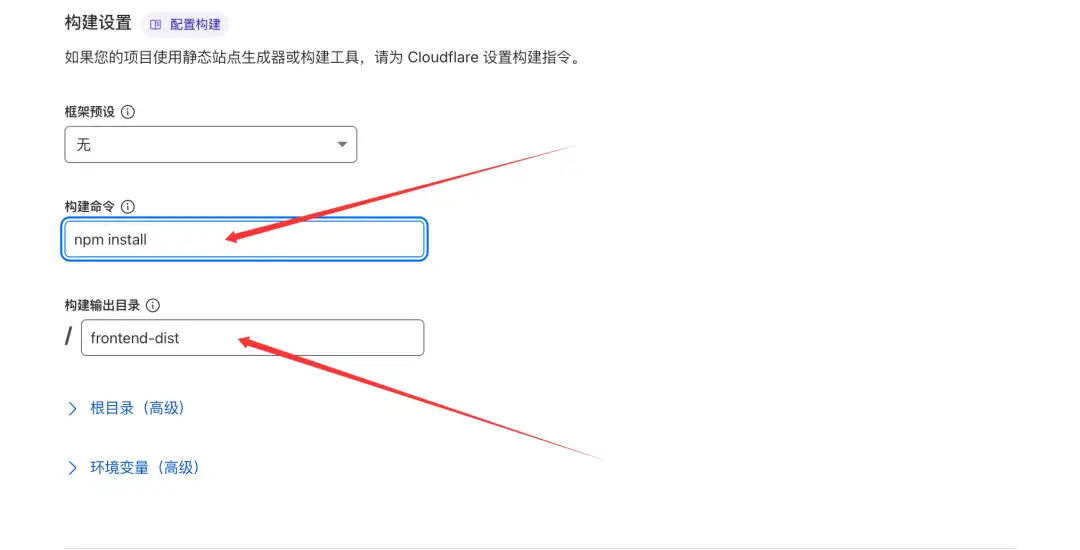 构建设置 配置构建
如果您的项目使用静态站点生成器或构建工具，请为 Cloudflare 设置构建指令。
框架预设
无
构建命令
npm install
构建输出目录
/ frontend-dist
根目录（高级）
环境变量（高级）